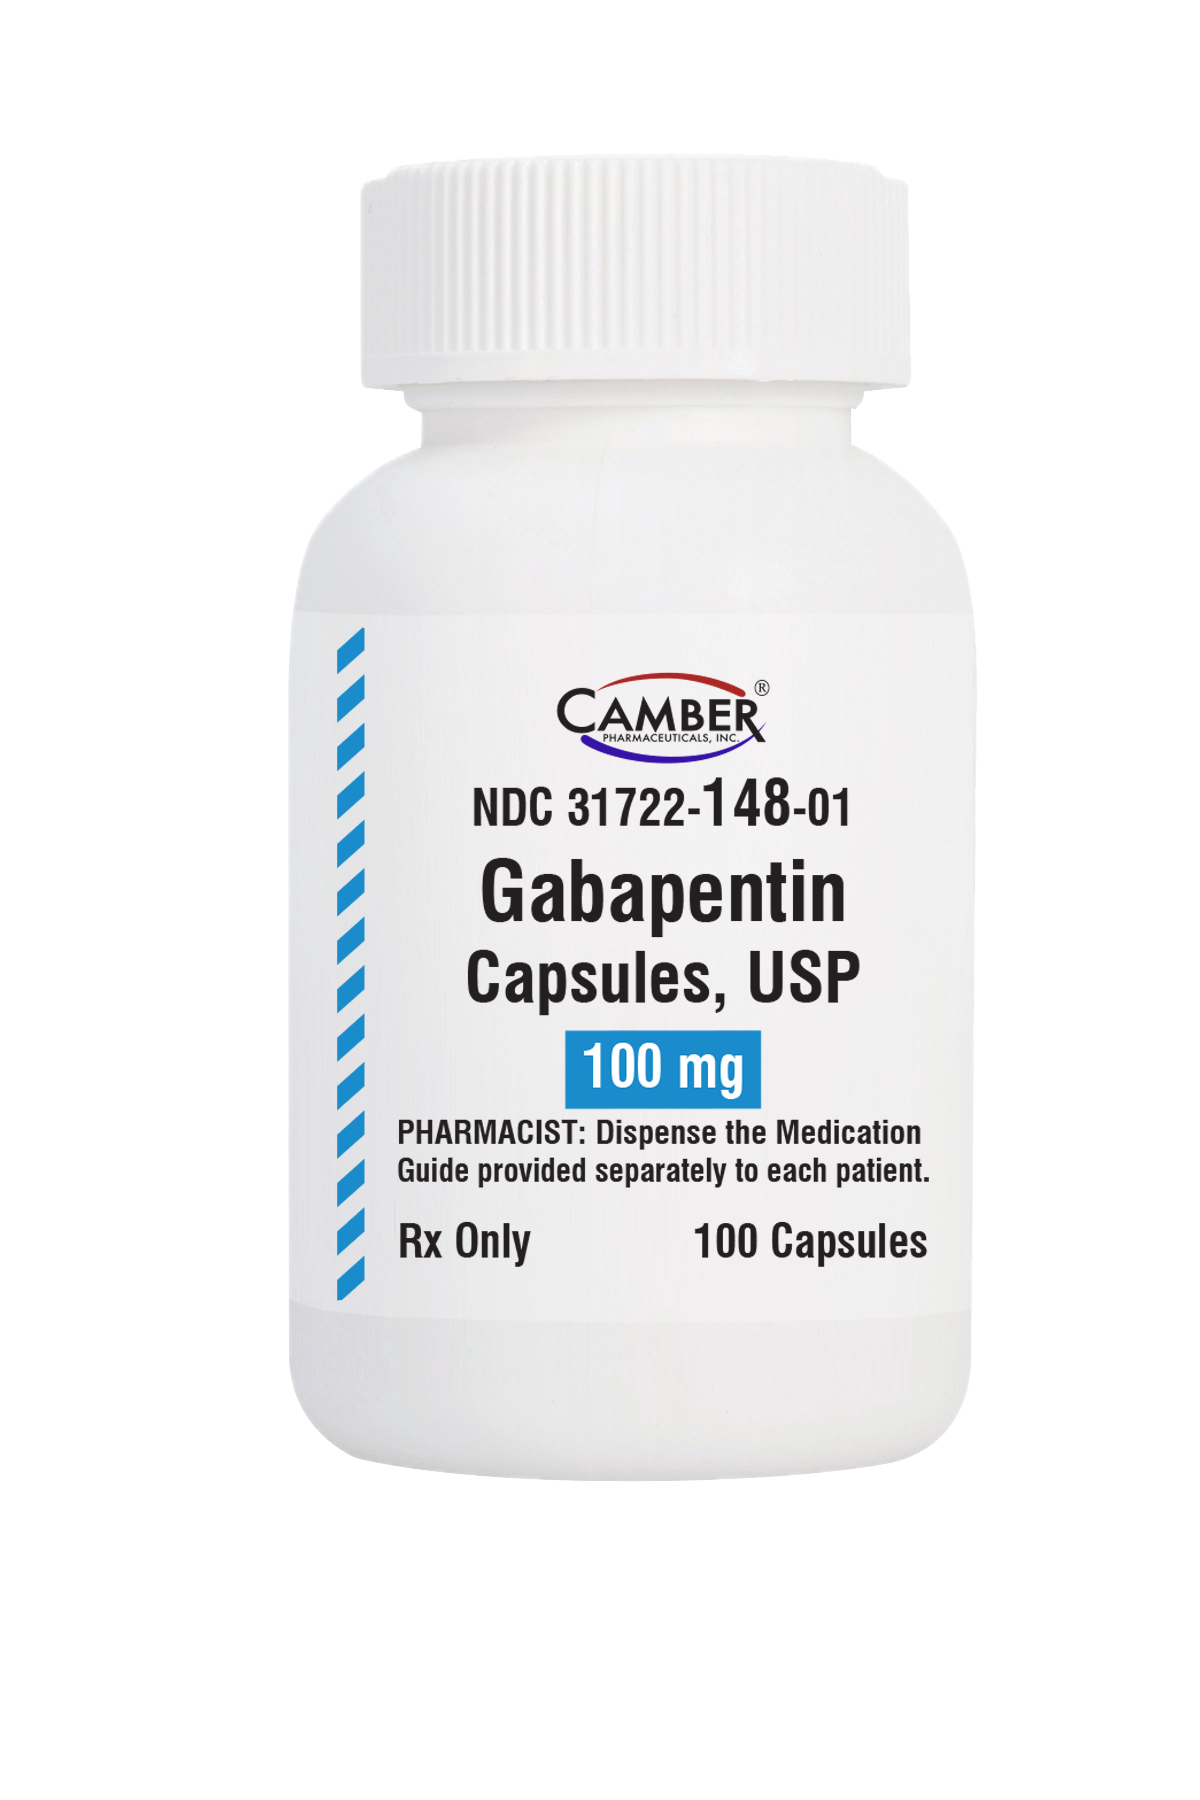 CAMBER®
PHARMACEUTICALS, INC.
NDC 31722-148-01
Gabapentin
Capsules, USP
100 mg
PHARMACIST: Dispense the Medication
Guide provided separately to each patient.
Rx Only 100 Capsules